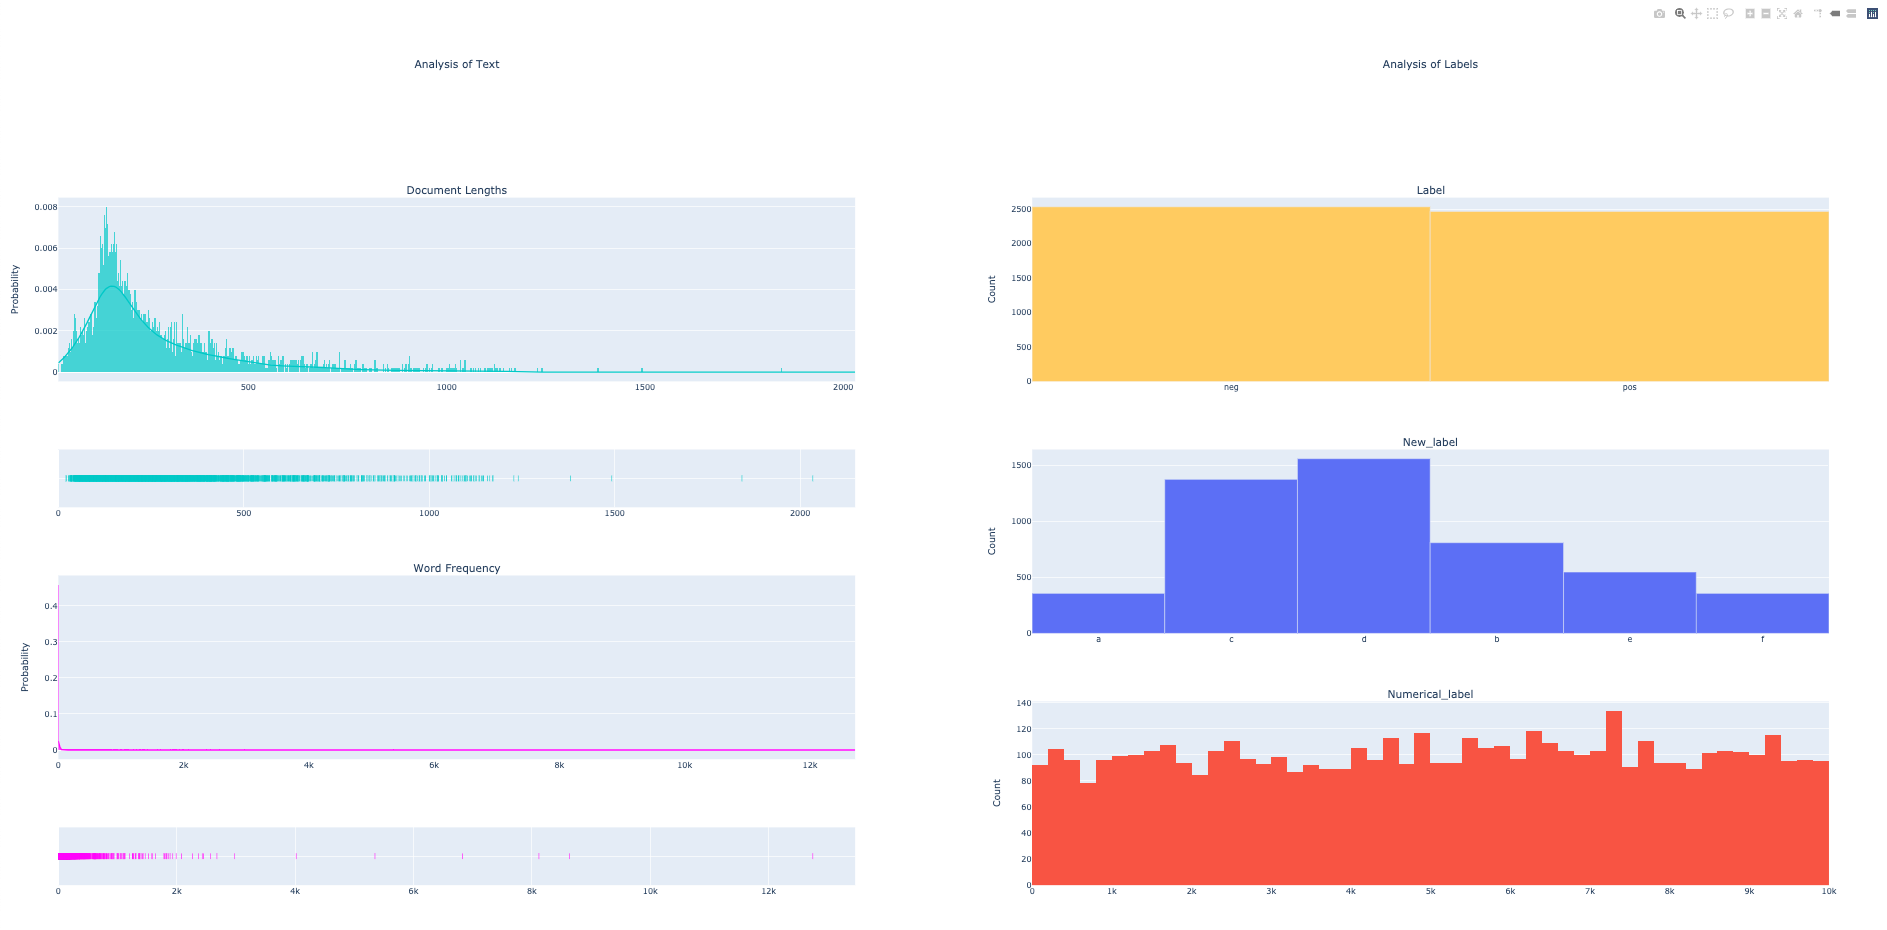 Analysis of Text
Analysis of Labels
Document Lengths
Probability
0.008
0.006
0.004
0.002
0
500
1000
1500
2000
0
500
1000
1500
2000
Word Frequency
Probability
0.4
0.3
0.2
0.1
0
0
2k
4k
6k
8k
10k
12k
0
2k
4k
6k
8k
10k
12k
Label
Count
2500
2000
1500
1000
500
0
neg
pos
New_label
Count
1500
1000
500
0
a
c
d
b
e
f
Numerical_label
Count
140
120
100
80
60
40
20
0
0
1k
2k
3k
4k
5k
6k
7k
8k
9k
10k